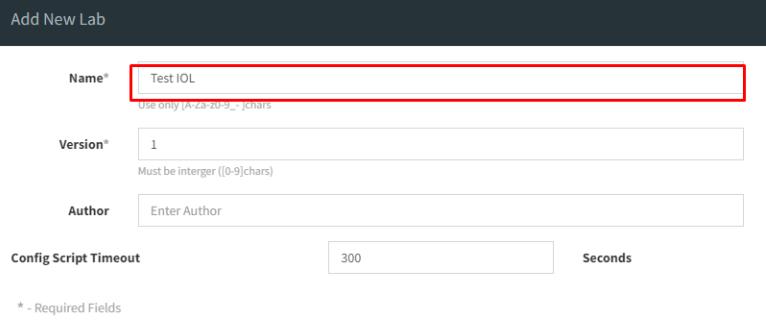 Add New Lab
Name* Test IOL
Use only [A-Za-z0-9_- ]chars
Version* 1
Must be interger ([0-9]chars)
Author Enter Author
Config Script Timeout 300 Seconds
* - Required Fields